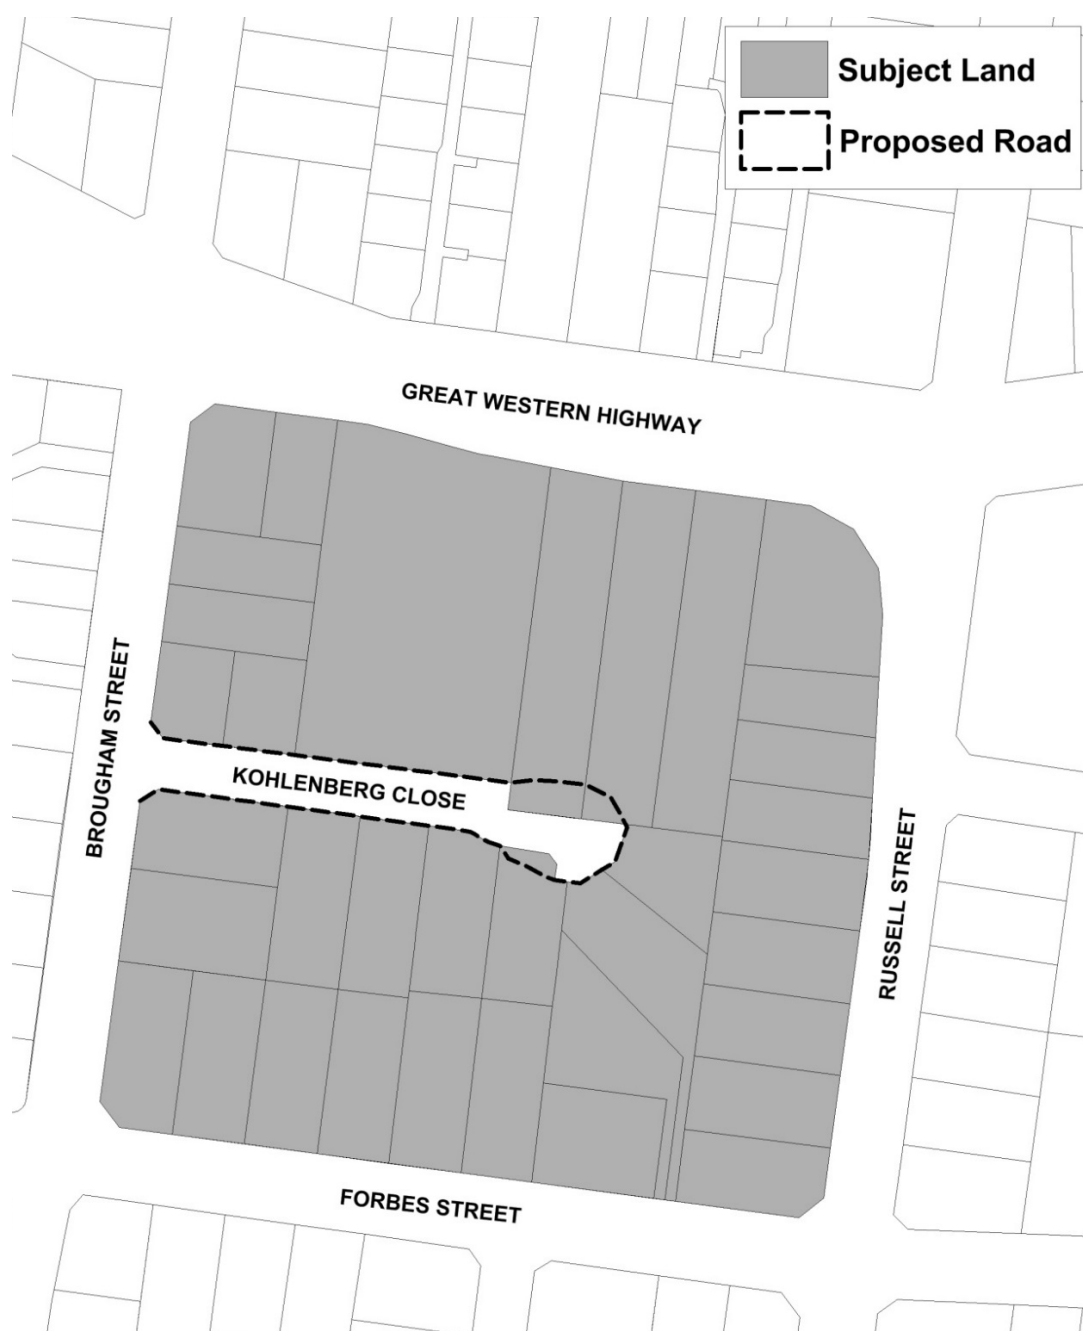 Subject Land
Proposed Road
GREAT WESTERN HIGHWAY
BROUGHAM STREET
KOHLENBERG CLOSE
RUSSELL STREET
FORBES STREET